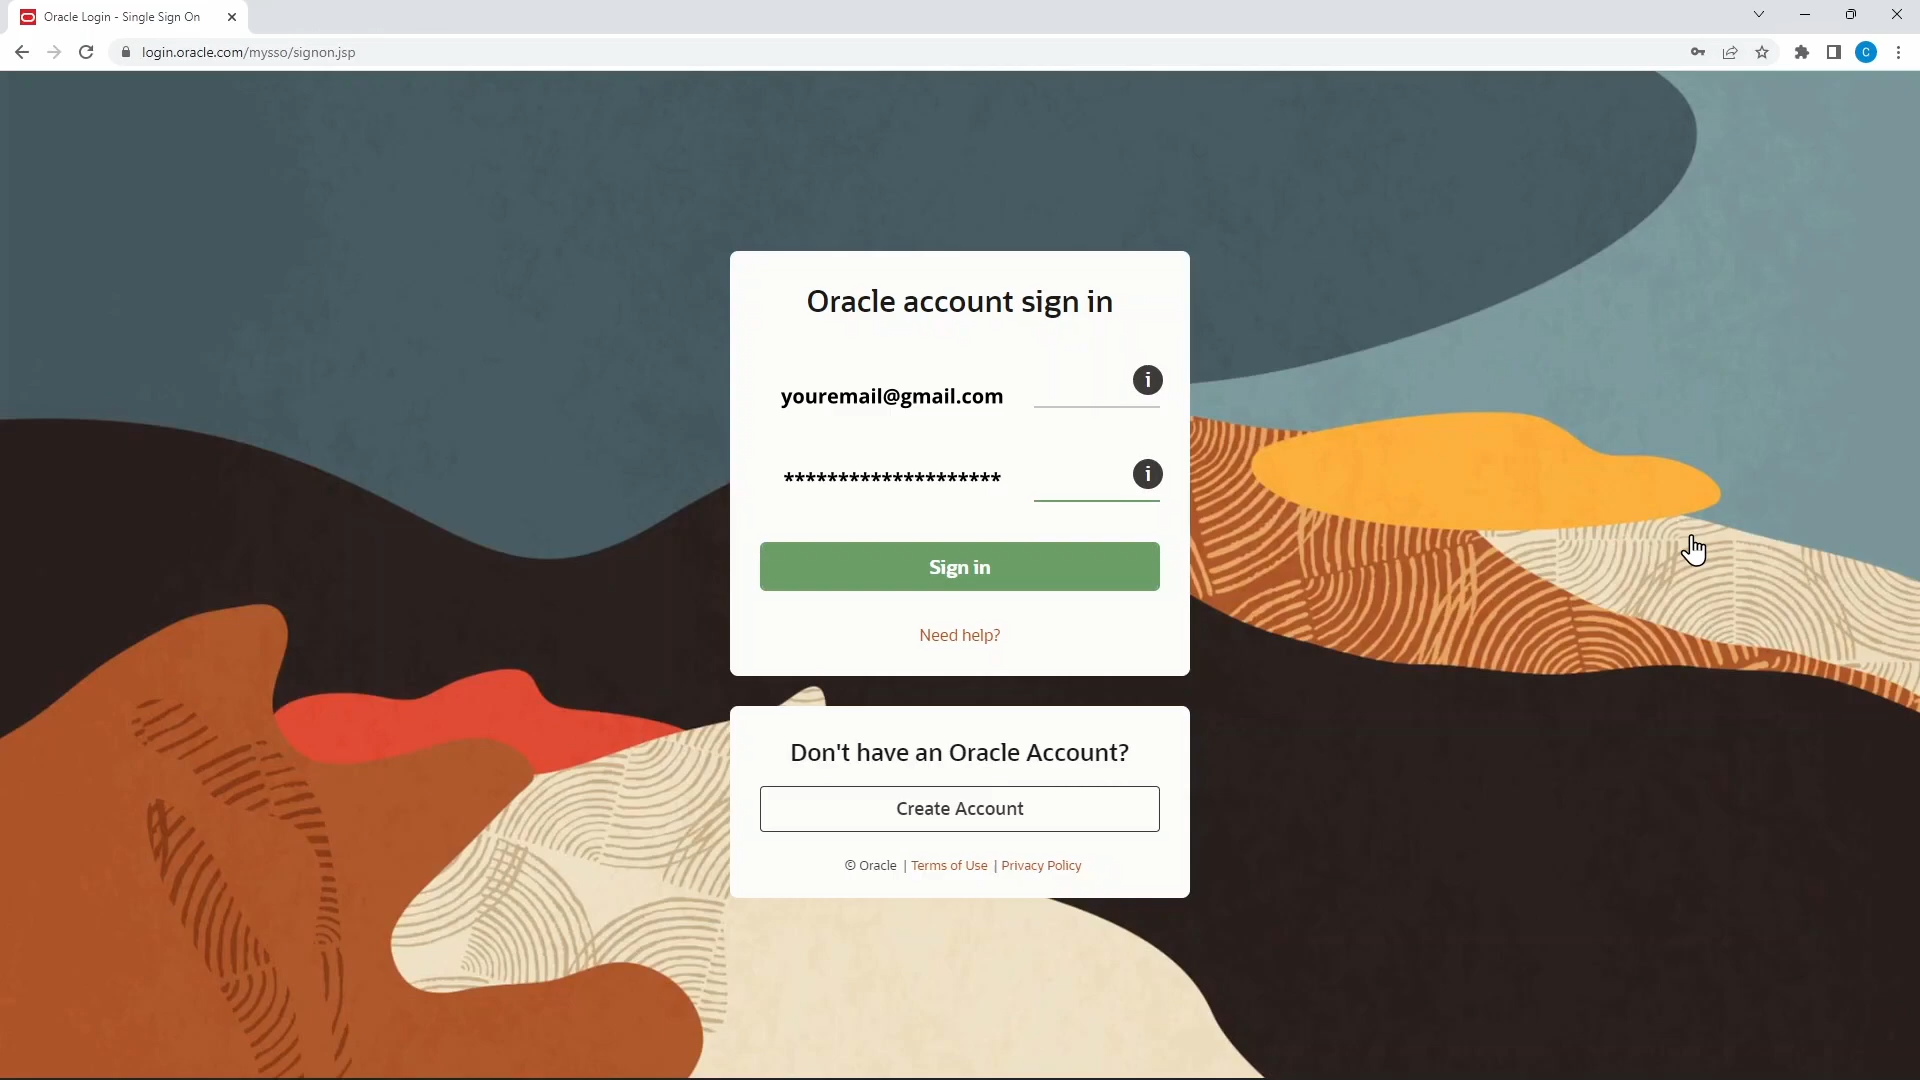 Oracle Login - Single Sign On
login.oracle.com/mysso/signon.jsp
C
Oracle account sign in
youremail@gmail.com
i
********************
i
Sign in
Need help?
Don't have an Oracle Account?
Create Account
© Oracle | Terms of Use | Privacy Policy